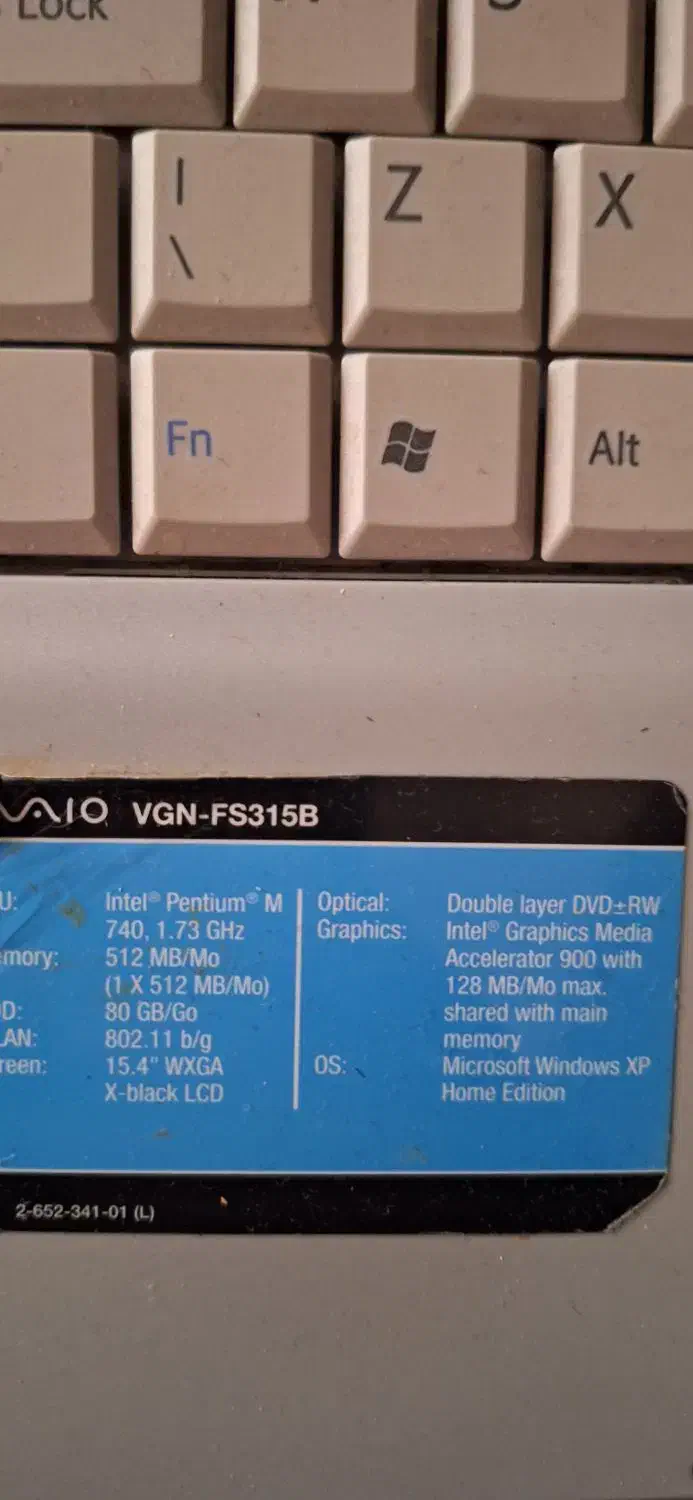 LOCK
|
\
Z
X
Fn
Alt
VAIO VGN-FS315B
U: Intel® Pentium® M
740, 1.73 GHz
mory: 512 MB/Mo
(1 X 512 MB/Mo)
D: 80 GB/Go
LAN: 802.11 b/g
reen: 15.4" WXGA
X-black LCD
Optical: Double layer DVD±RW
Graphics: Intel® Graphics Media
Accelerator 900 with
128 MB/Mo max.
shared with main
memory
OS: Microsoft Windows XP
Home Edition
2-652-341-01 (L)